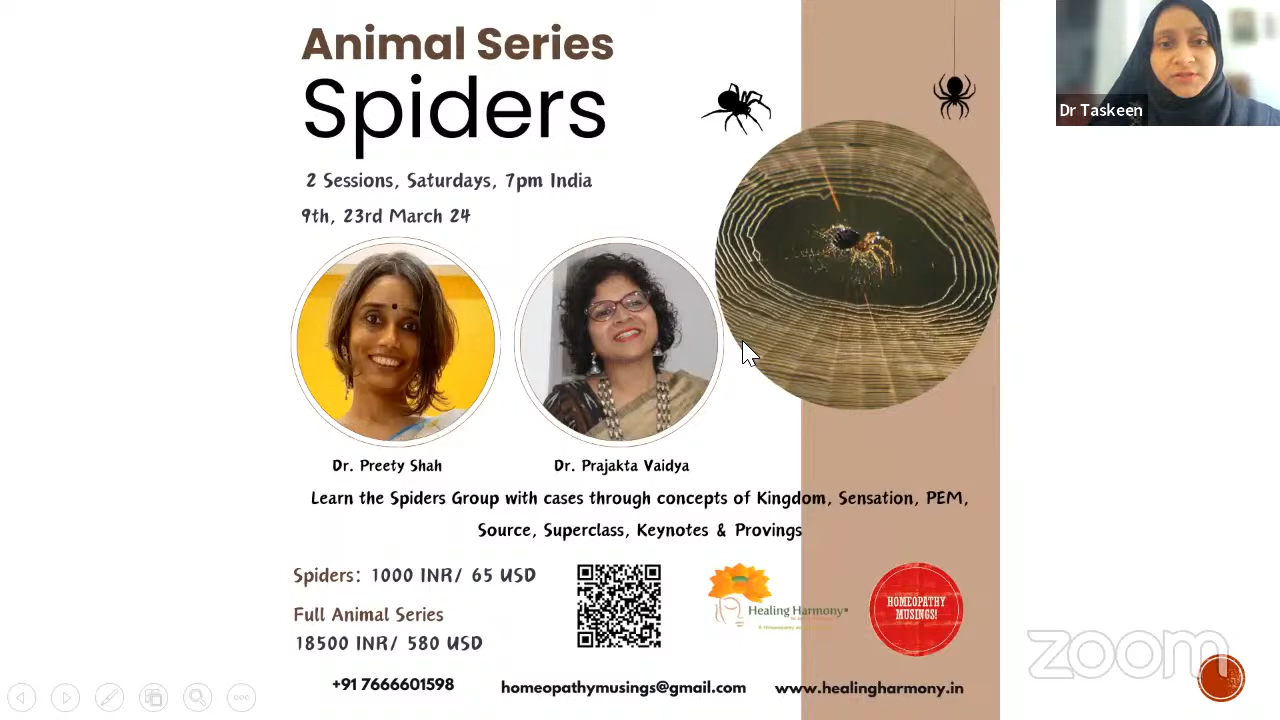 Animal Series
Spiders
2 Sessions, Saturdays, 7pm India
9th, 23rd March 24
Dr. Preety Shah
Dr. Prajakta Vaidya
Learn the Spiders Group with cases through concepts of Kingdom, Sensation, PEM,
Source, Superclass, Keynotes & Provings
Spiders: 1000 INR/ 65 USD
Full Animal Series
18500 INR/ 580 USD
Healing Harmony
HOMEOPATHY
MUSINGS!
+91 7666601598
homeopathymusings@gmail.com
www.healingharmony.in
Dr Taskeen
zoom